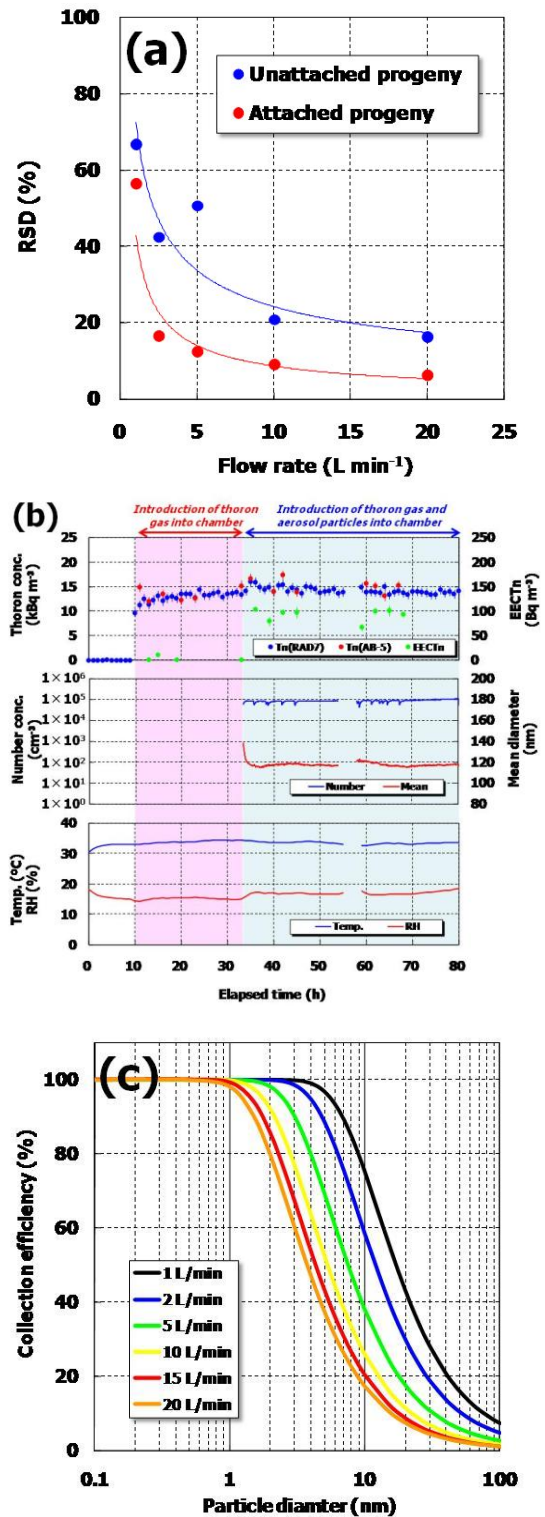 (a)
100
80
60
40
20
0
RSD (%)
Unattached progeny
Attached progeny
0 5 10 15 20 25
Flow rate (L min⁻¹)
(b)
Introduction of thoron
gas into chamber
Introduction of thoron gas and
aerosol particles into chamber
Thoron conc.
(kBq m⁻³)
25
20
15
10
5
0
250
200
150
100
50
0
EECTn
(Bq m⁻³)
Tn(RAD7) Tn(AB-5) EECTn
Number conc.
(cm⁻³)
1×10⁶
1×10⁵
1×10⁴
1×10³
1×10²
1×10¹
1×10⁰
200
180
160
140
120
100
80
Mean diameter
(nm)
Number Mean
Temp. (°C)
RH (%)
40
30
20
10
0
Temp. RH
0 10 20 30 40 50 60 70 80
Elapsed time (h)
(c)
100
80
60
40
20
0
Collection efficiency (%)
1 L/min
2 L/min
5 L/min
10 L/min
15 L/min
20 L/min
0.1 1 10 100
Particle diamter (nm)